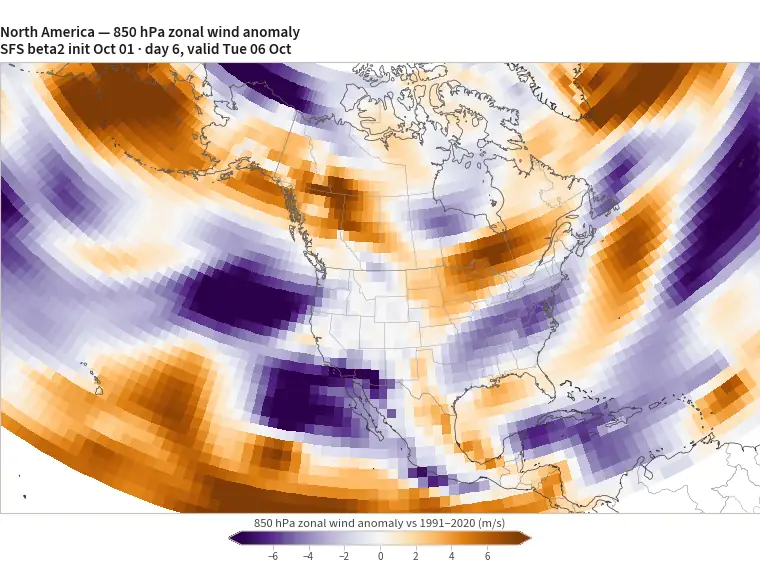 North America — 850 hPa zonal wind anomaly
SFS beta2 init Oct 01 · day 6, valid Tue 06 Oct
850 hPa zonal wind anomaly vs 1991–2020 (m/s)
−6 −4 −2 0 2 4 6